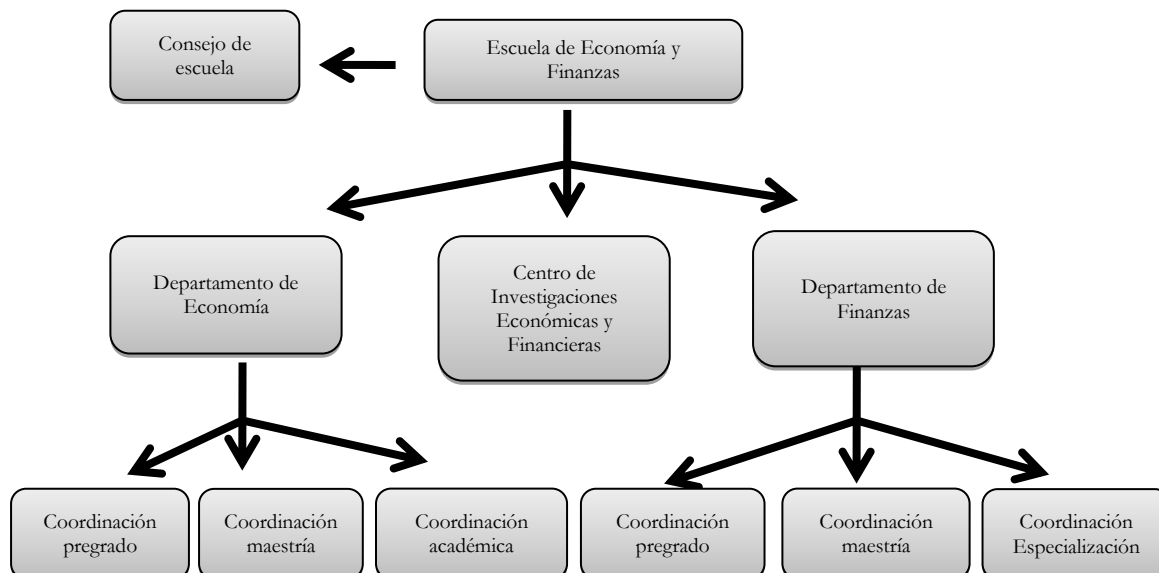 Consejo de
escuela
Escuela de Economía y
Finanzas
Departamento de
Economía
Centro de
Investigaciones
Económicas y
Financieras
Departamento de
Finanzas
Coordinación
pregrado
Coordinación
maestría
Coordinación
académica
Coordinación
pregrado
Coordinación
maestría
Coordinación
Especialización